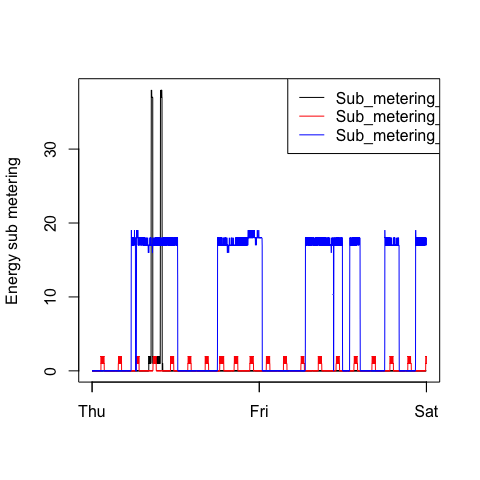 Sub_metering_
Sub_metering_
Sub_metering_
Energy sub metering
30
20
10
0
Thu Fri Sat